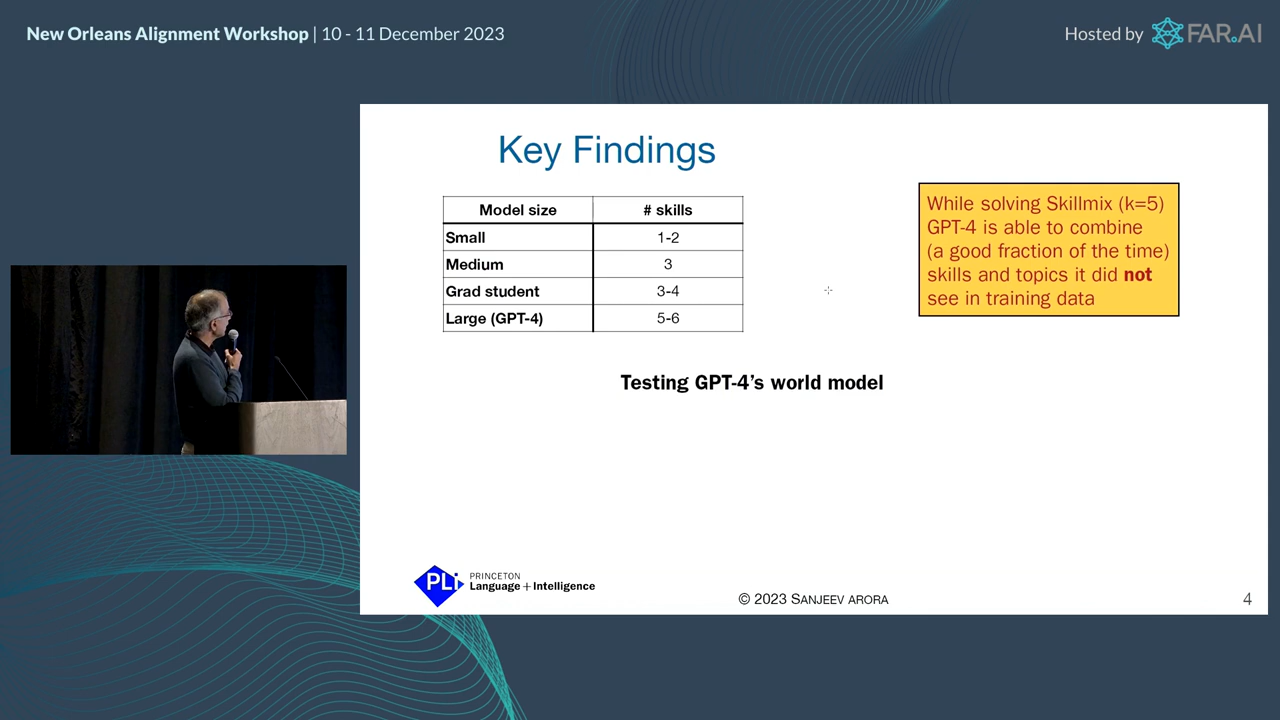 New Orleans Alignment Workshop | 10 - 11 December 2023
Hosted by FAR.AI
Key Findings
Model size # skills
Small 1-2
Medium 3
Grad student 3-4
Large (GPT-4) 5-6
While solving Skillmix (k=5)
GPT-4 is able to combine
(a good fraction of the time)
skills and topics it did not
see in training data
Testing GPT-4's world model
PLi PRINCETON
Language + Intelligence
© 2023 SANJEEV ARORA
4